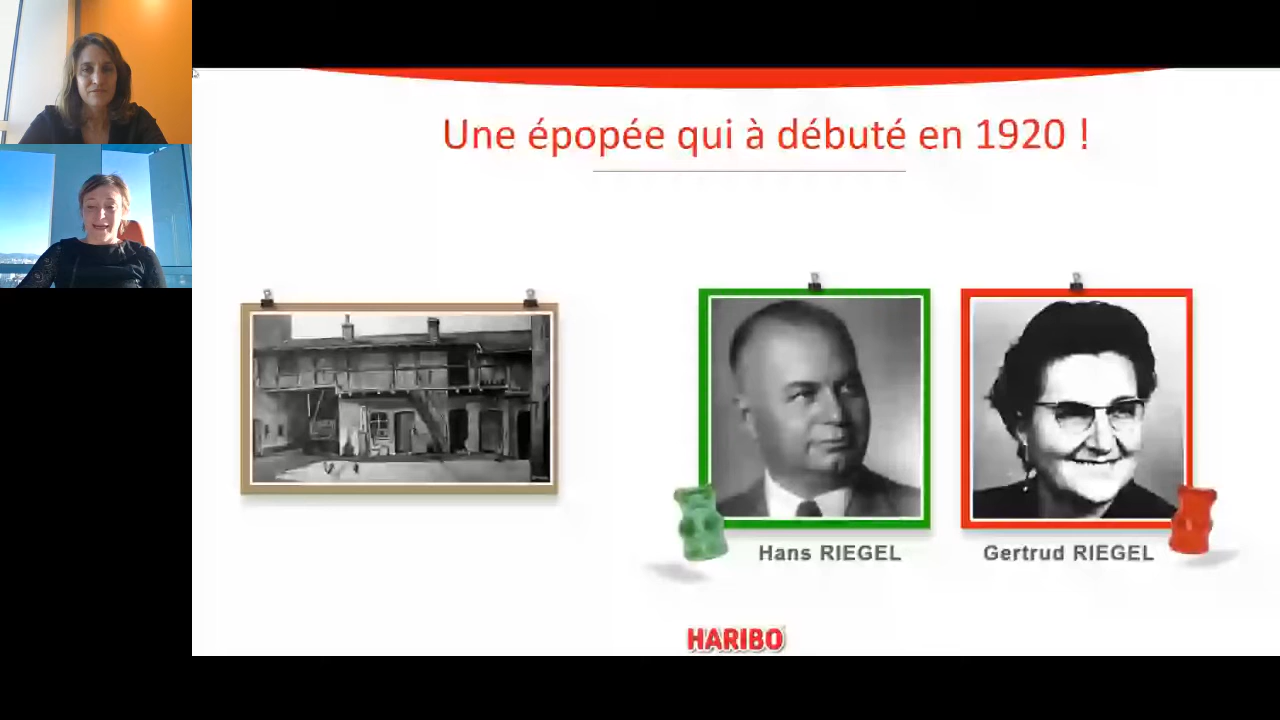 Une épopée qui à débuté en 1920 !
Hans RIEGEL
Gertrud RIEGEL
HARIBO